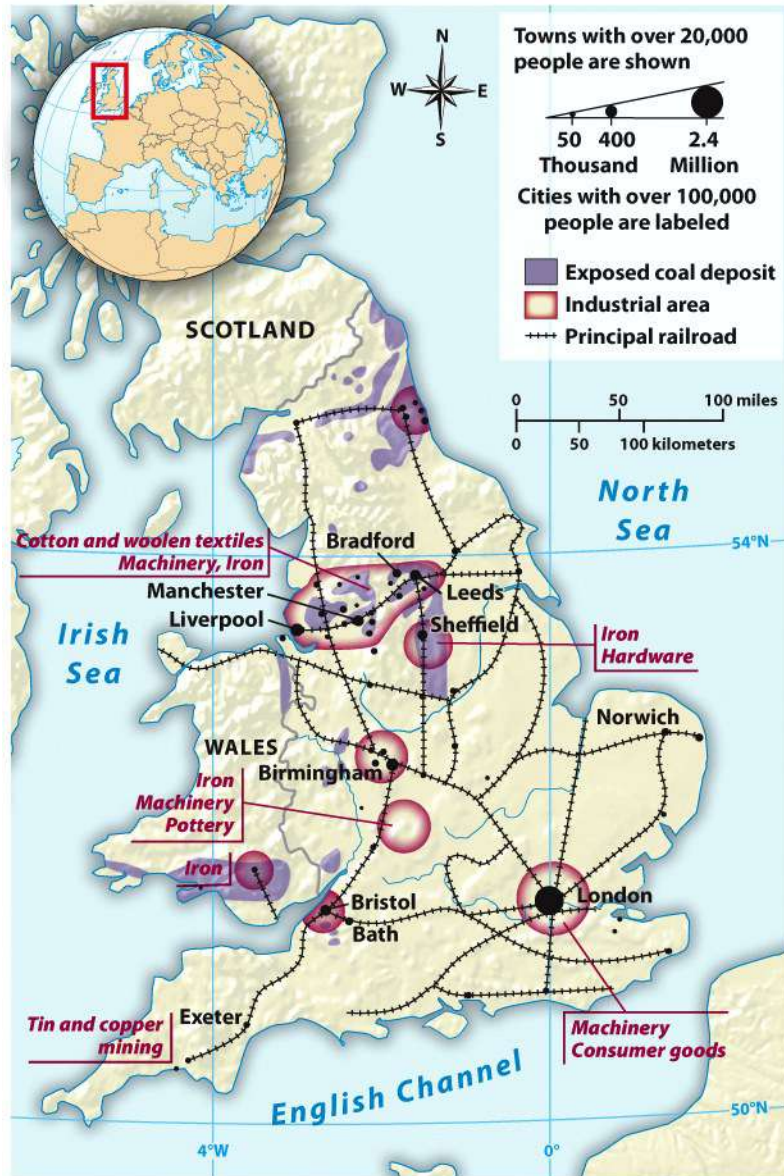 N
W E
S
Towns with over 20,000
people are shown
50 400 2.4
Thousand Million
Cities with over 100,000
people are labeled
Exposed coal deposit
Industrial area
Principal railroad
SCOTLAND
0 50 100 miles
0 50 100 kilometers
North
Sea
54°N
Cotton and woolen textiles
Machinery, Iron
Bradford
Manchester
Leeds
Liverpool
Sheffield
Irish
Sea
Iron
Hardware
Norwich
WALES
Birmingham
Iron
Machinery
Pottery
Iron
London
Bristol
Bath
Exeter
Tin and copper
mining
Machinery
Consumer goods
English Channel
50°N
4°W 0°